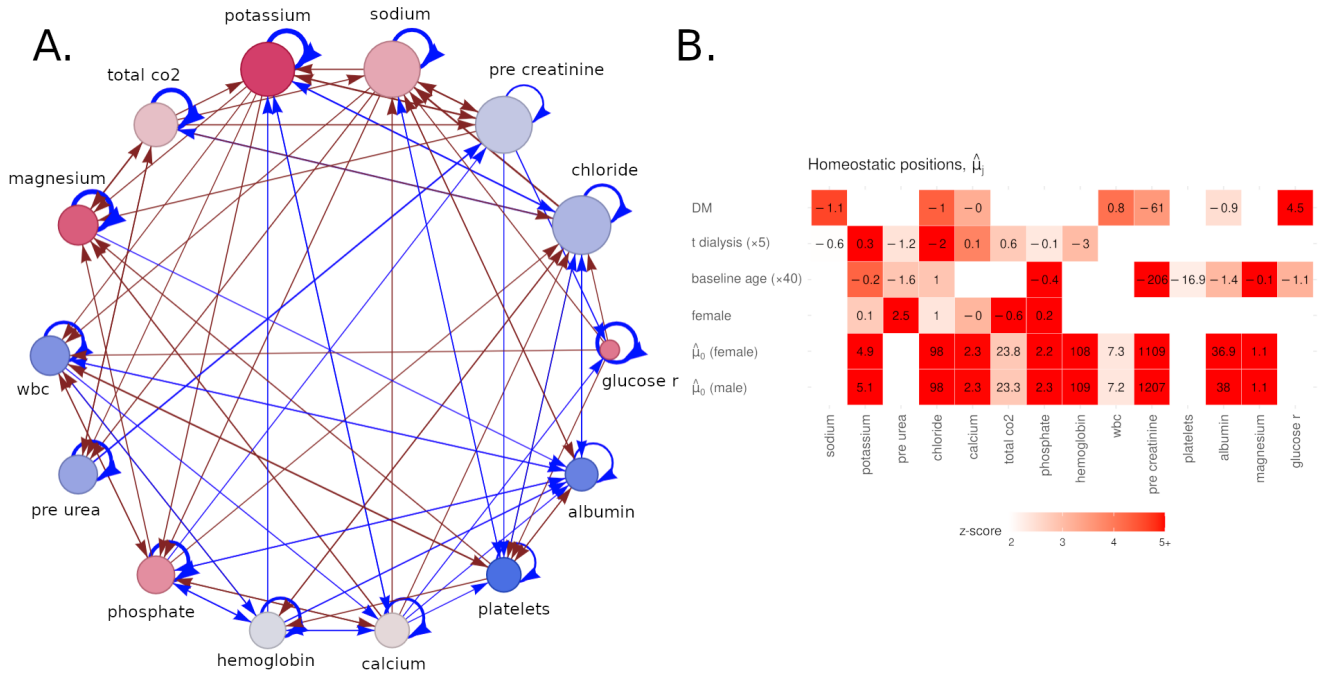 A.
potassium
sodium
total co2
pre creatinine
magnesium
chloride
wbc
glucose r
pre urea
albumin
phosphate
platelets
hemoglobin
calcium
B.
Homeostatic positions, μ̂ⱼ
DM −1.1 −1 −0 0.8 −61 −0.9 4.5
t dialysis (×5) −0.6 0.3 −1.2 −2 0.1 0.6 −0.1 −3
baseline age (×40) −0.2 −1.6 1 −0.4 −206 −16.9 −1.4 −0.1 −1.1
female 0.1 2.5 1 −0 −0.6 0.2
μ̂₀ (female) 4.9 98 2.3 23.8 2.2 108 7.3 1109 36.9 1.1
μ̂₀ (male) 5.1 98 2.3 23.3 2.3 109 7.2 1207 38 1.1
sodium
potassium
pre urea
chloride
calcium
total co2
phosphate
hemoglobin
wbc
pre creatinine
platelets
albumin
magnesium
glucose r
z-score
2 3 4 5+